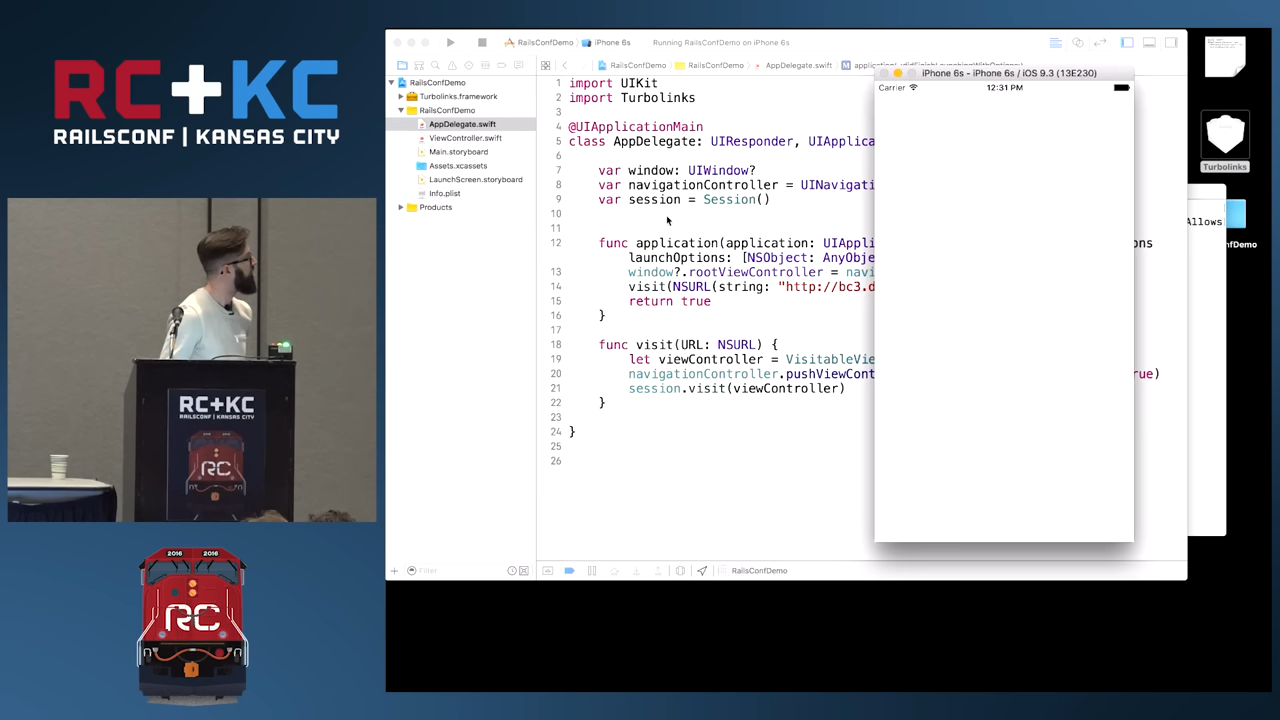 RC+KC
RAILSCONF | KANSAS CITY
RC+KC
RAILSCONF | KANSAS CITY
RC
2016 2016
RC
RailsConfDemo iPhone 6s Running RailsConfDemo on iPhone 6s
RailsConfDemo RailsConfDemo AppDelegate.swift
RailsConfDemo
Turbolinks.framework
RailsConfDemo
AppDelegate.swift
ViewController.swift
Main.storyboard
Assets.xcassets
LaunchScreen.storyboard
Info.plist
Products
Filter
1 import UIKit
2 import Turbolinks
3
4 @UIApplicationMain
5 class AppDelegate: UIResponder, UIApplica
6
7 var window: UIWindow?
8 var navigationController = UINavigati
9 var session = Session()
10
11
12 func application(application: UIAppli ons
launchOptions: [NSObject: AnyObje
13 window?.rootViewController = navi
14 visit(NSURL(string: "http://bc3.d
15 return true
16 }
17
18 func visit(URL: NSURL) {
19 let viewController = VisitableVie
20 navigationController.pushViewCont rue)
21 session.visit(viewController)
22 }
23
24 }
25
26
RailsConfDemo
iPhone 6s - iPhone 6s / iOS 9.3 (13E230)
Carrier 12:31 PM
Turbolinks
Allows
onfDemo